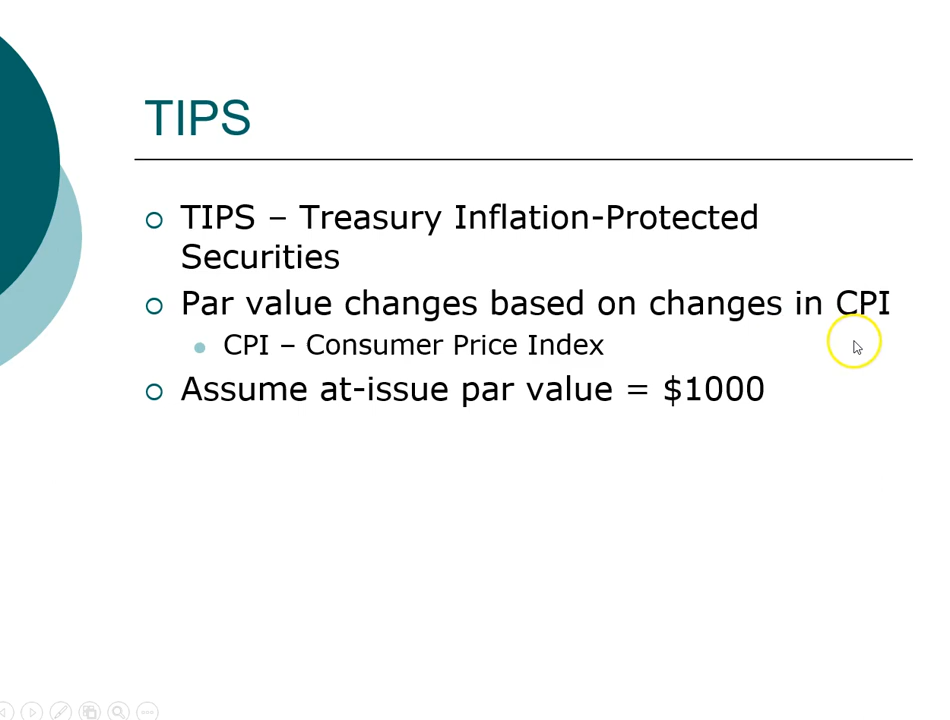 TIPS
TIPS – Treasury Inflation-Protected
Securities
Par value changes based on changes in CPI
CPI – Consumer Price Index
Assume at-issue par value = $1000